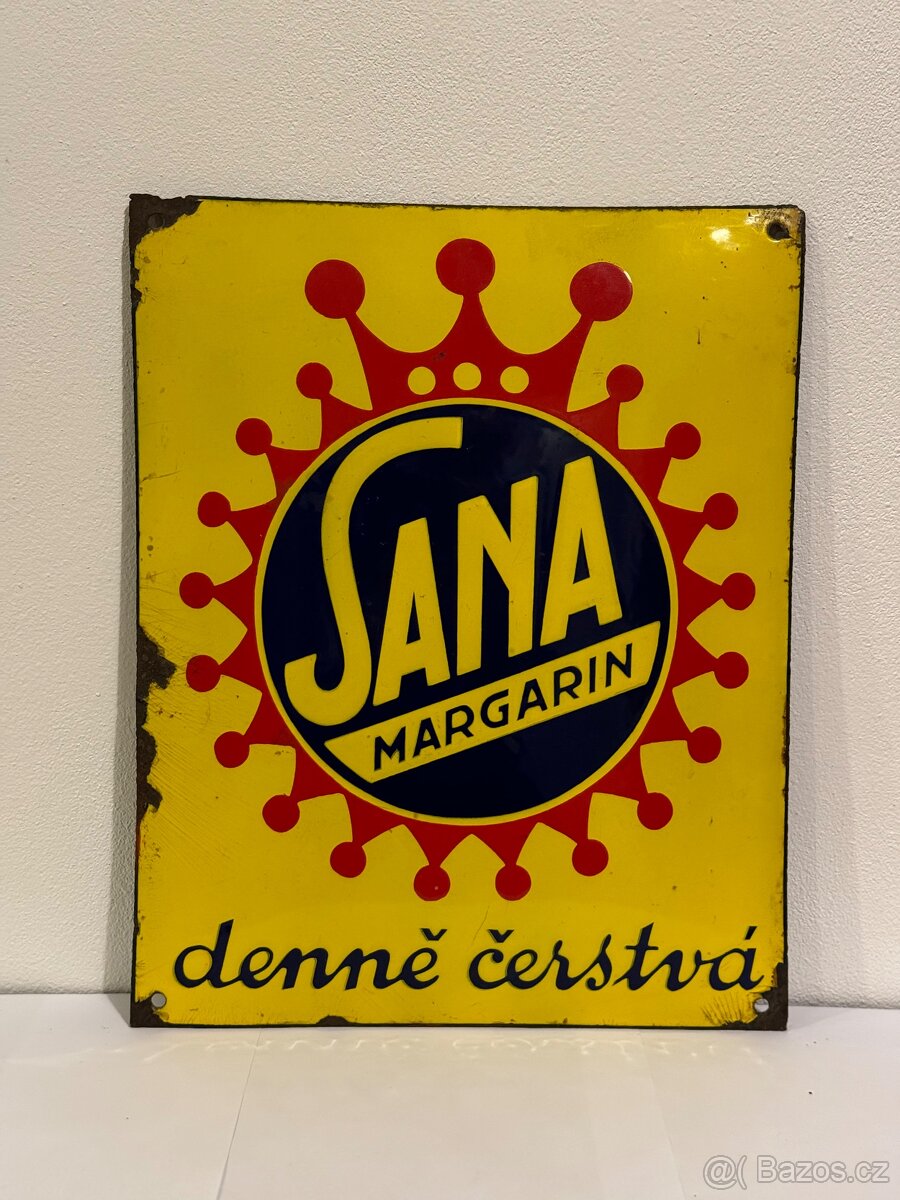 SANA
MARGARIN
denně čerstvá
@( Bazos.cz